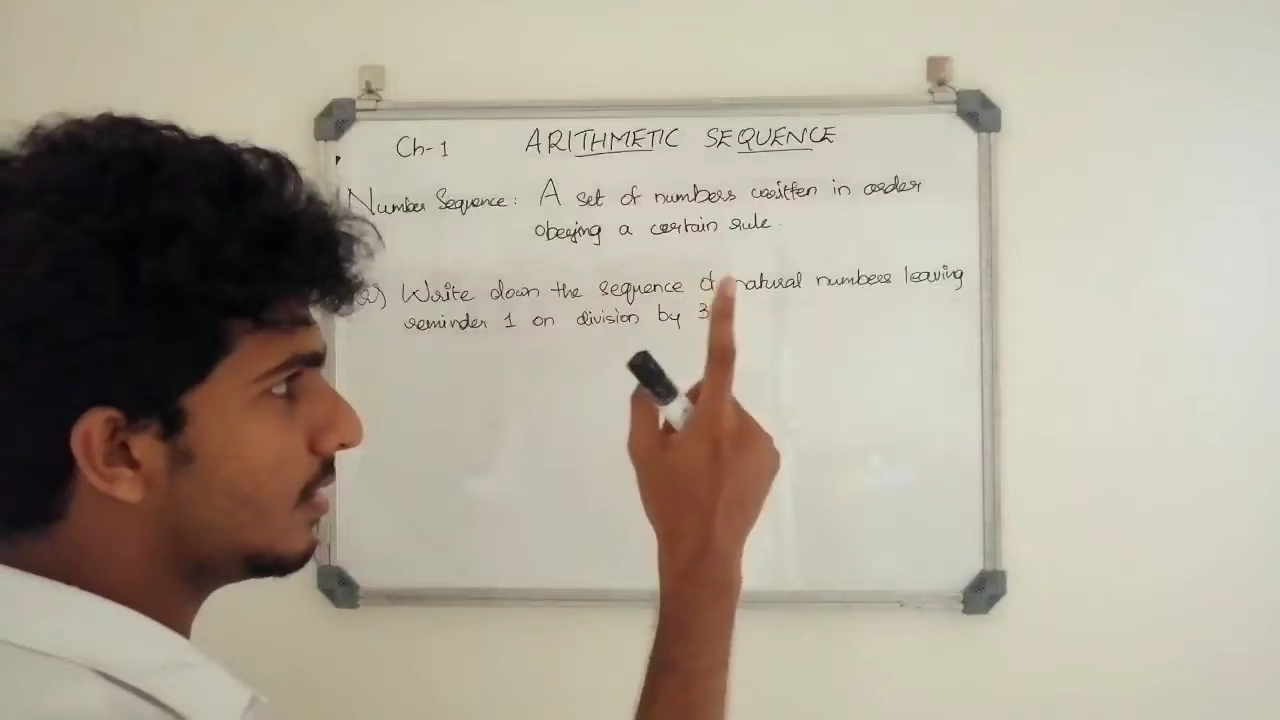 Ch-1 ARITHMETIC SEQUENCE
Number Sequence: A set of numbers written in order
obeying a certain rule.
Q) Write down the sequence of natural numbers leaving
reminder 1 on division by 3